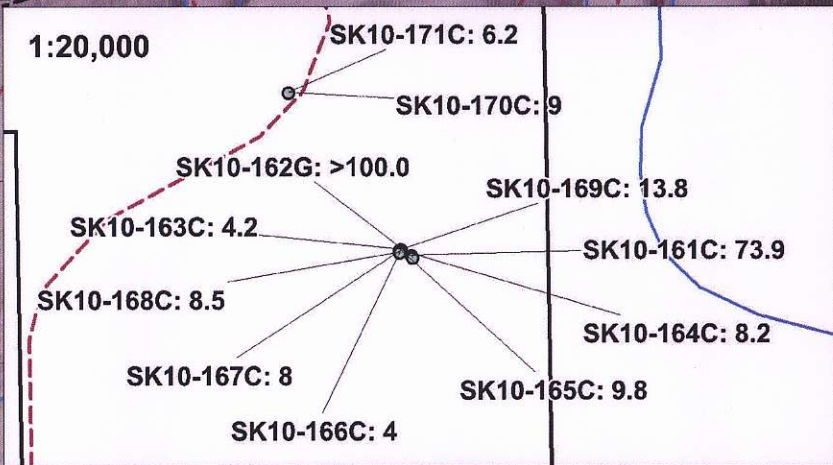 SK10-171C: 6.2
1:20,000
SK10-170C: 9
SK10-162G: >100.0
SK10-169C: 13.8
SK10-163C: 4.2
SK10-161C: 73.9
SK10-168C: 8.5
SK10-164C: 8.2
SK10-167C: 8
SK10-165C: 9.8
SK10-166C: 4